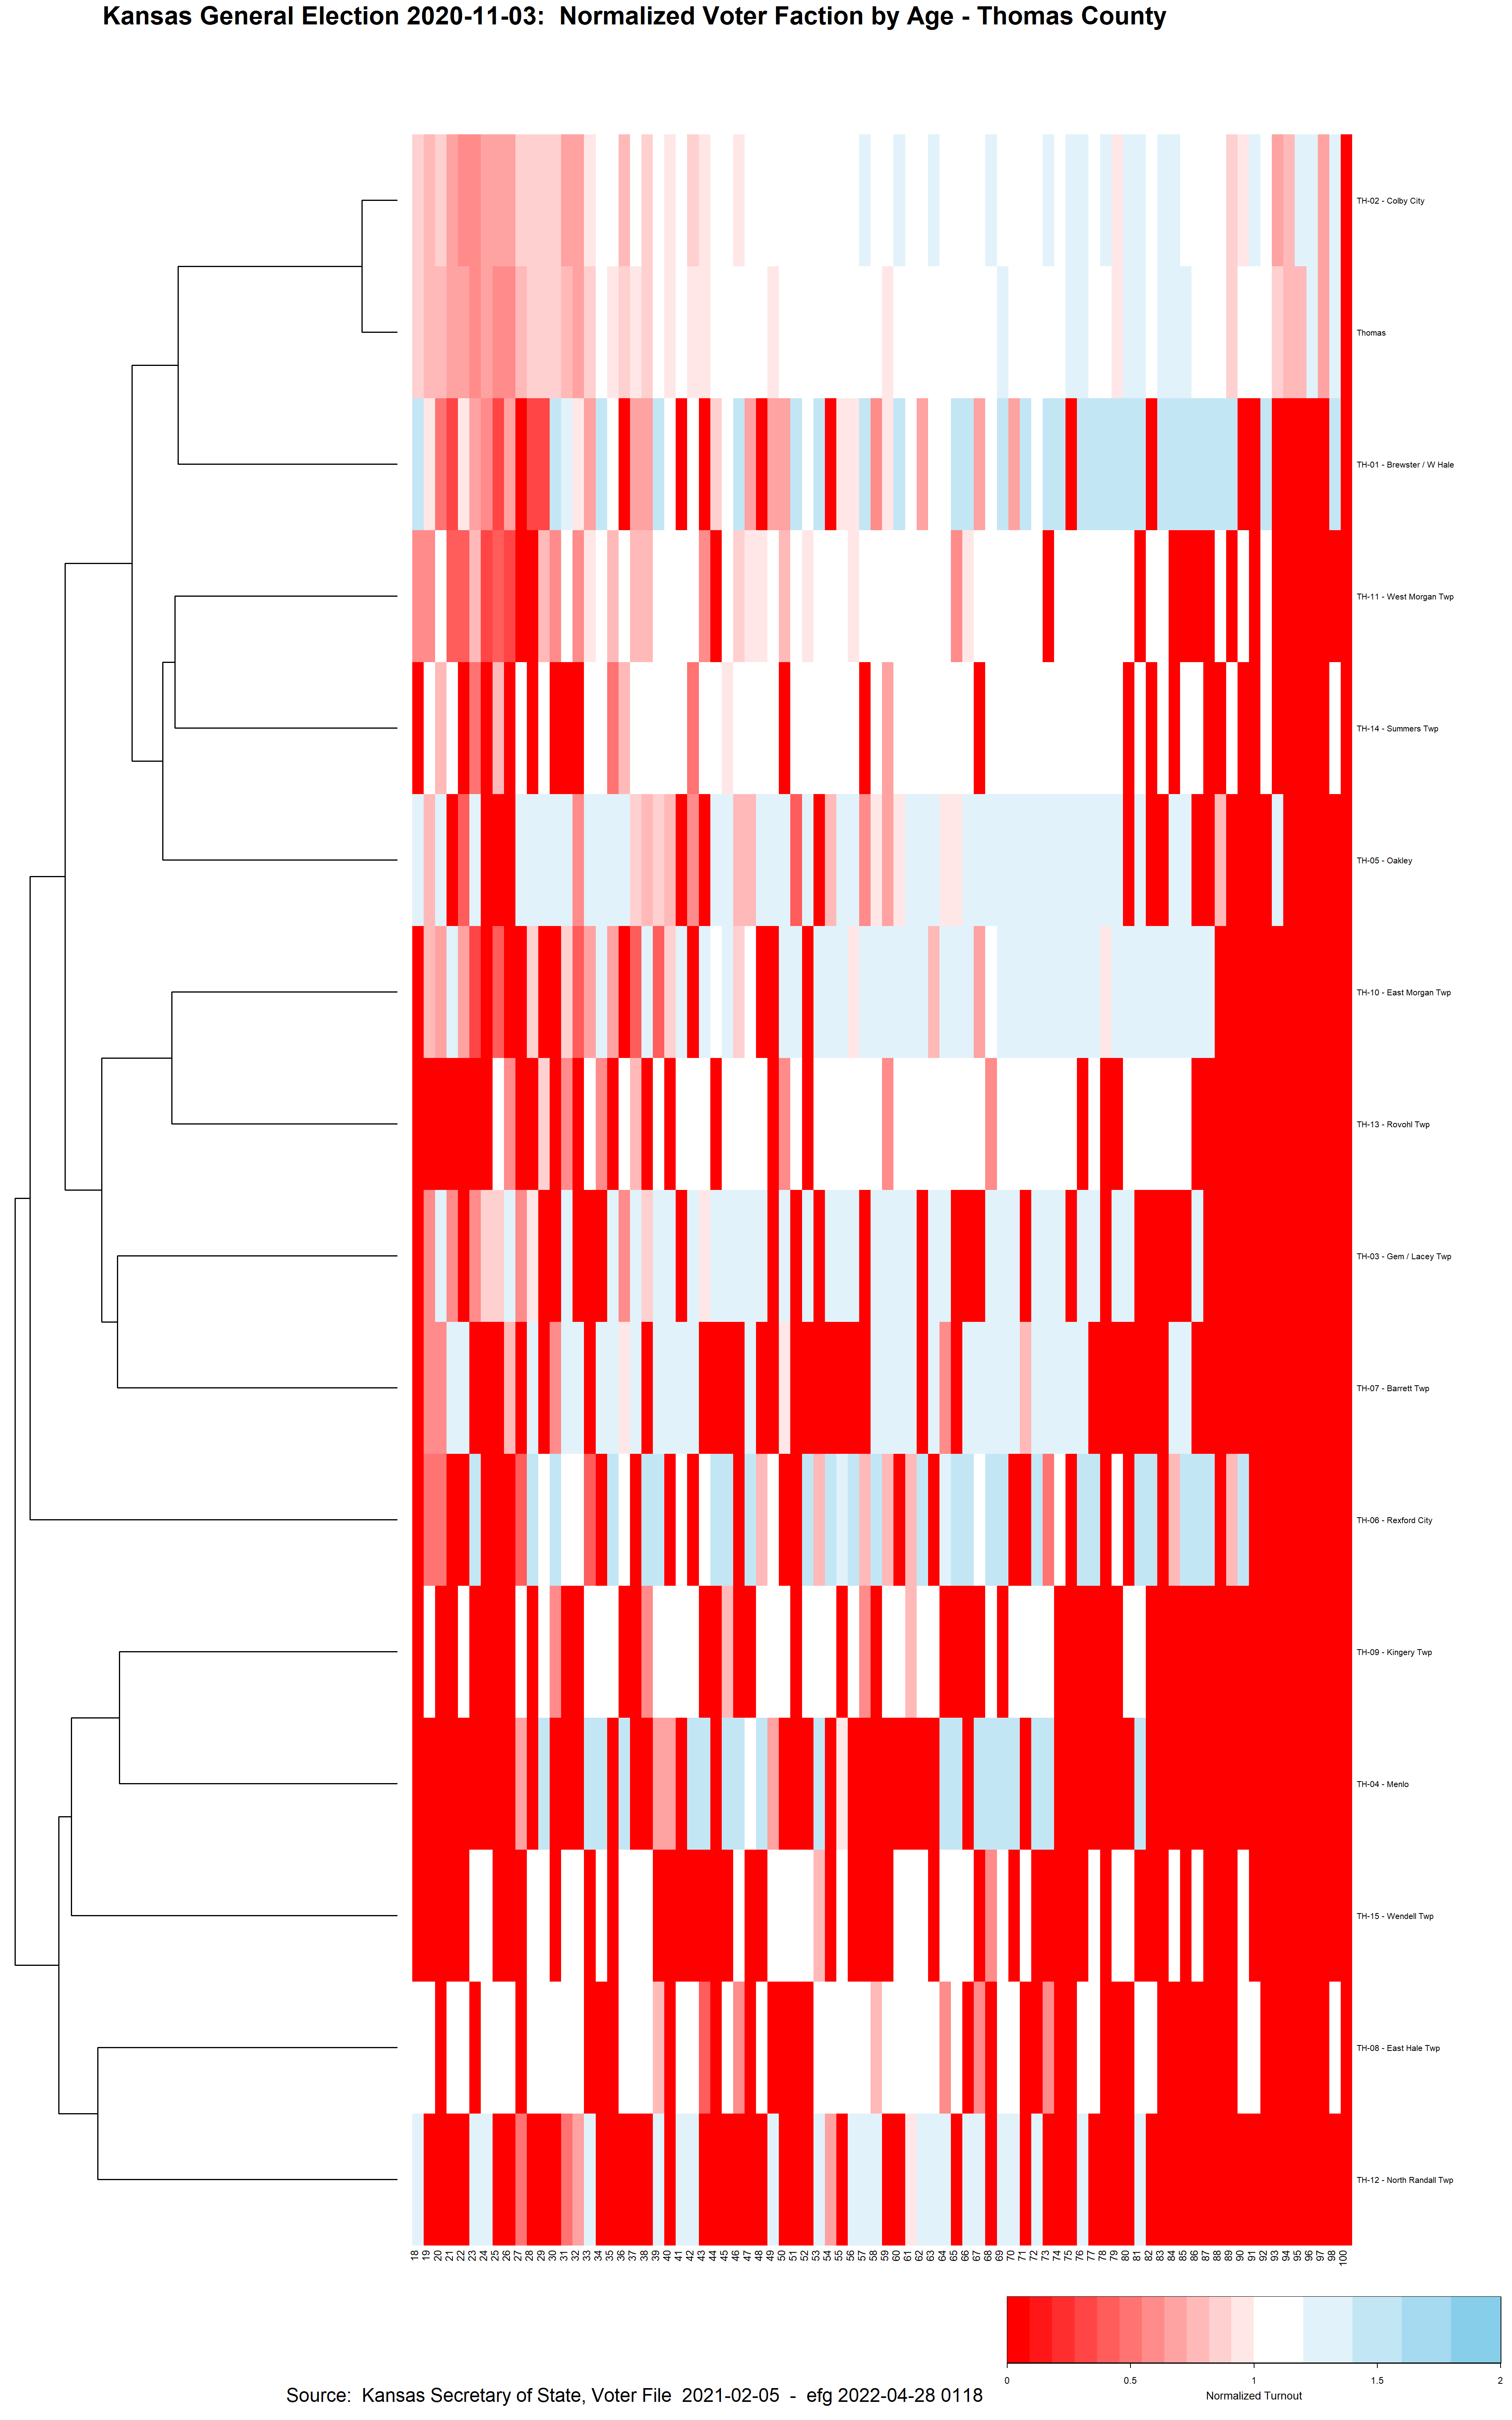 Kansas General Election 2020-11-03:  Normalized Voter Faction by Age - Thomas County
TH-02 - Colby City
Thomas
TH-01 - Brewster / W Hale
TH-11 - West Morgan Twp
TH-14 - Summers Twp
TH-05 - Oakley
TH-10 - East Morgan Twp
TH-13 - Rovohl Twp
TH-03 - Gem / Lacey Twp
TH-07 - Barrett Twp
TH-06 - Rexford City
TH-09 - Kingery Twp
TH-04 - Menlo
TH-15 - Wendell Twp
TH-08 - East Hale Twp
TH-12 - North Randall Twp
18 19 20 21 22 23 24 25 26 27 28 29 30 31 32 33 34 35 36 37 38 39 40 41 42 43 44 45 46 47 48 49 50 51 52 53 54 55 56 57 58 59 60 61 62 63 64 65 66 67 68 69 70 71 72 73 74 75 76 77 78 79 80 81 82 83 84 85 86 87 88 89 90 91 92 93 94 95 96 97 98 100
0 0.5 1 1.5 2
Normalized Turnout
Source:  Kansas Secretary of State, Voter File  2021-02-05  -  efg 2022-04-28 0118